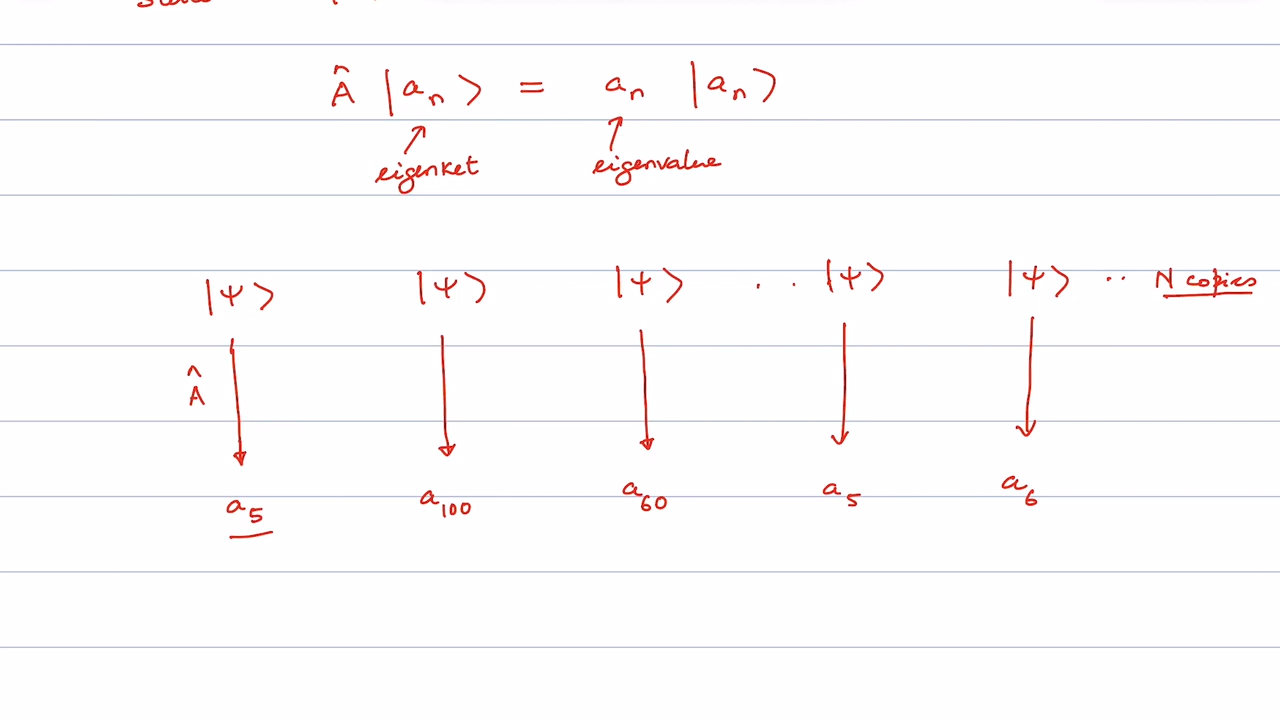 Â |aₙ⟩ = aₙ |aₙ⟩
↑ ↑
eigenket eigenvalue
|ψ⟩ |ψ⟩ |ψ⟩ .. |ψ⟩ |ψ⟩ .. N copies
Â
a₅ a₁₀₀ a₆₀ a₅ a₆